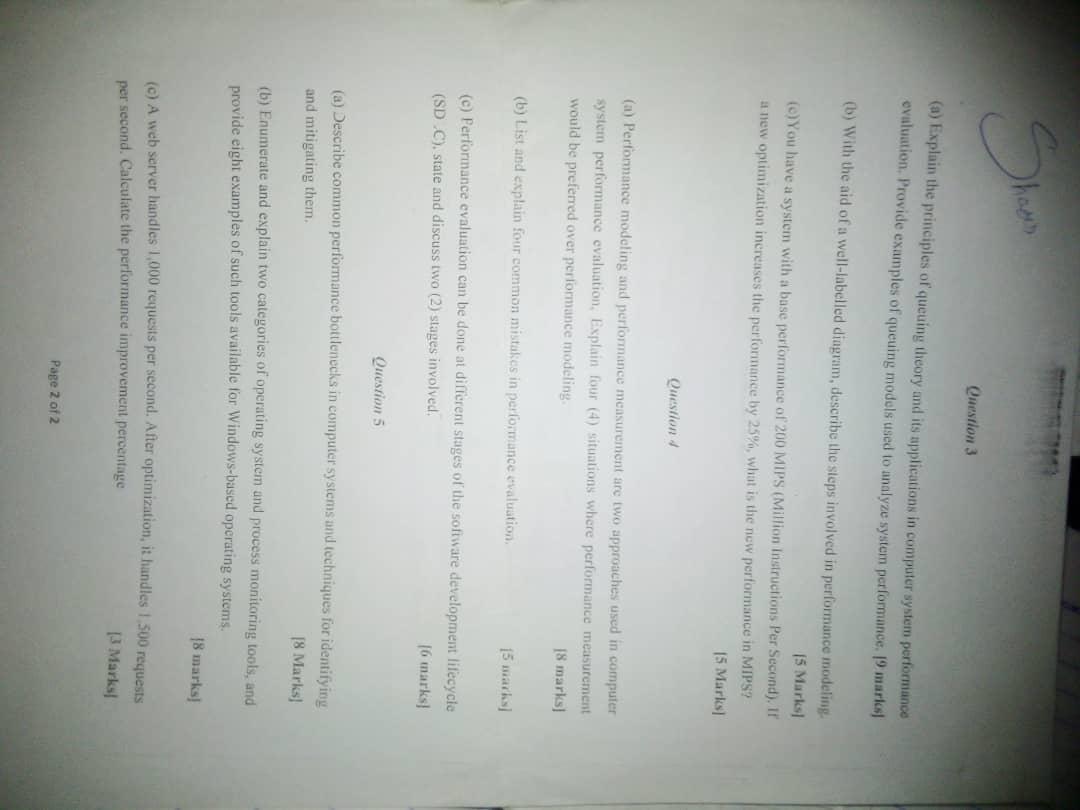 Question 3
(a) Explain the principles of queuing theory and its applications in computer system performance
evaluation. Provide examples of queuing models used to analyze system performance. [9 marks]
(b) With the aid of a well-labelled diagram, describe the steps involved in performance modeling.
[5 Marks]
(c)You have a system with a base performance of 200 MIPS (Million Instructions Per Second). If
a new optimization increases the performance by 25%, what is the new performance in MIPS?
[5 Marks]
Question 4
(a) Performance modeling and performance measurement are two approaches used in computer
system performance evaluation, Explain four (4) situations where performance measurement
would be preferred over performance modeling.
[8 marks]
(b) List and explain four common mistakes in performance evaluation.
[5 marks]
(c) Performance evaluation can be done at different stages of the software development lifecycle
(SD .C), state and discuss two (2) stages involved.
[6 marks]
Question 5
(a) Describe common performance bottlenecks in computer systems and techniques for identifying
and mitigating them.
[8 Marks]
(b) Enumerate and explain two categories of operating system and process monitoring tools, and
provide eight examples of such tools available for Windows-based operating systems.
[8 marks]
(c) A web server handles 1,000 requests per second. After optimization, it handles 1,500 requests
per second. Calculate the performance improvement percentage
[3 Marks]
Page 2 of 2